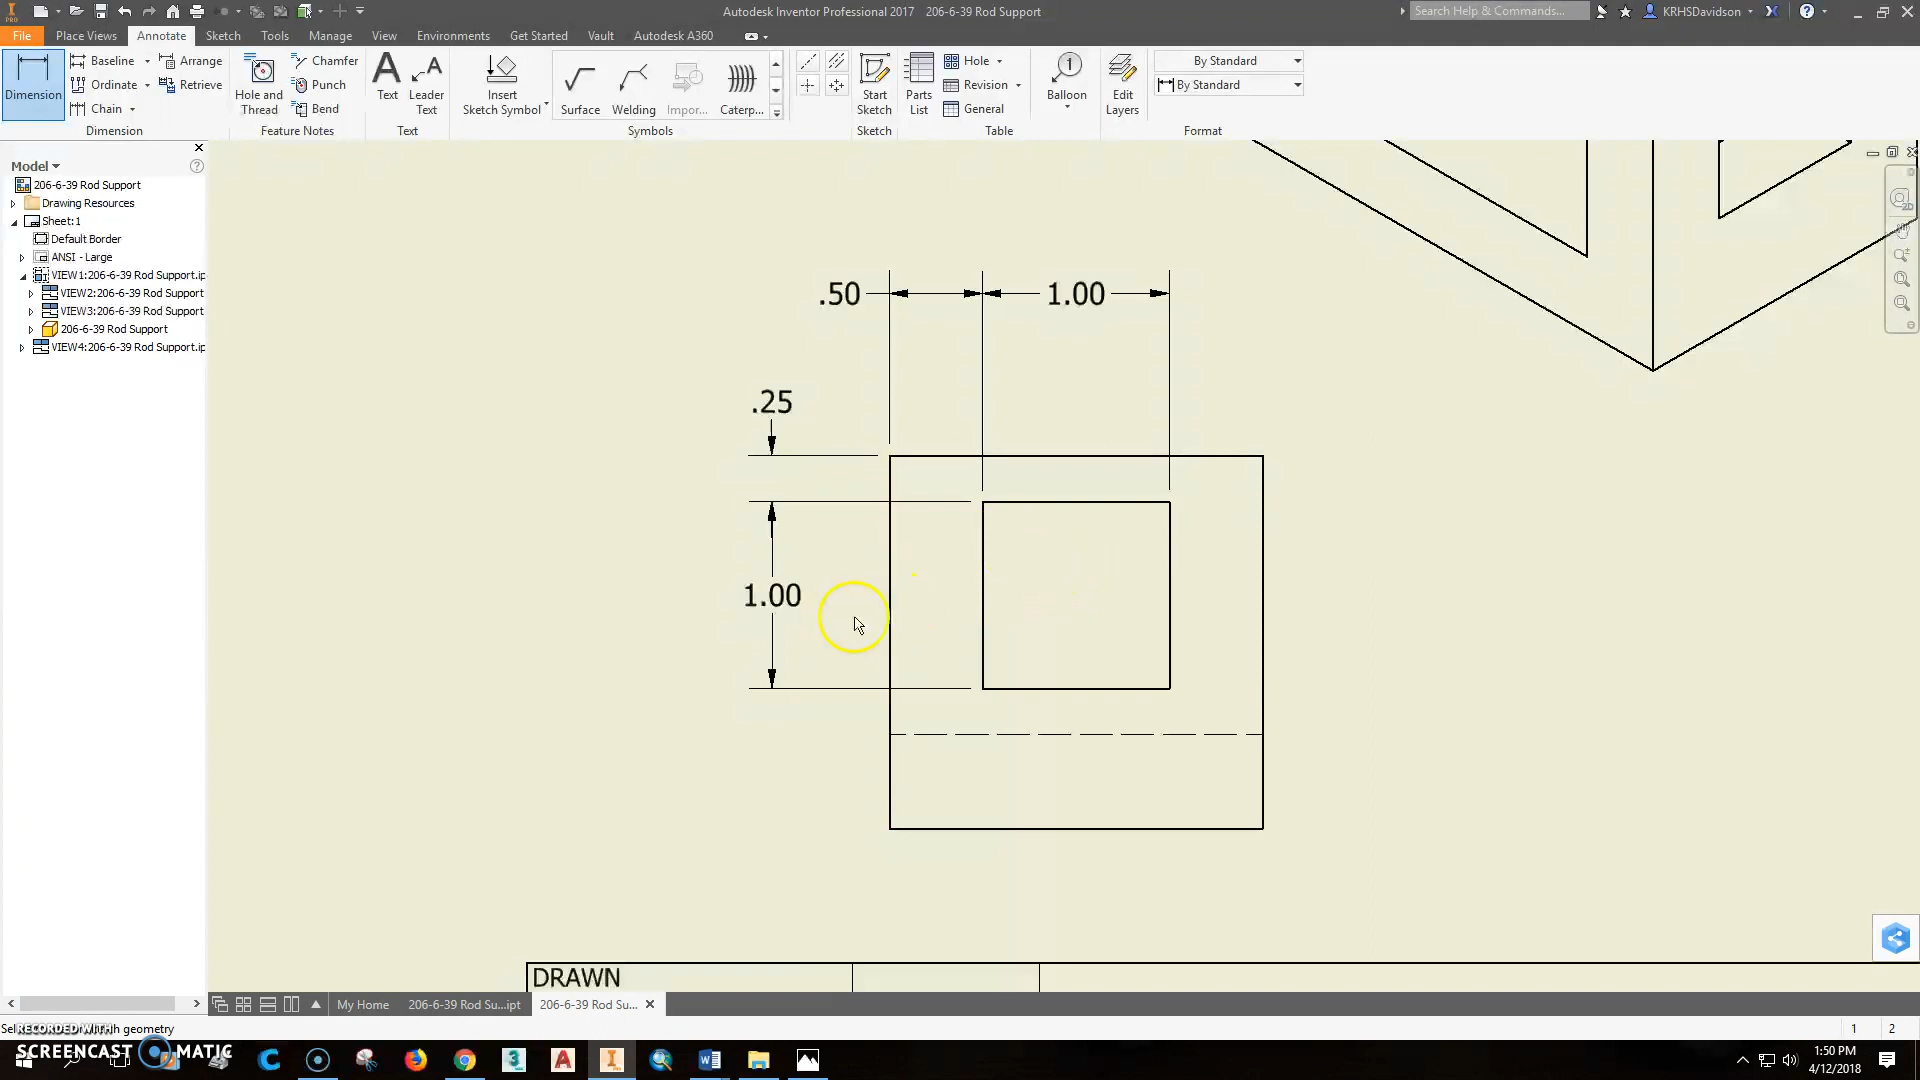 Autodesk Inventor Professional 2017 206-6-39 Rod Support
Search Help & Commands...
KRHSDavidson
PRO
File Place Views Annotate Sketch Tools Manage View Environments Get Started Vault Autodesk A360
Dimension
Baseline
Ordinate
Chain
Arrange
Retrieve
Dimension
Hole and
Thread
Chamfer
Punch
Bend
Feature Notes
Text
Leader
Text
Text
Insert
Sketch Symbol
Surface
Welding
Impor...
Caterp...
Symbols
Start
Sketch
Sketch
Parts
List
Hole
Revision
General
Table
1
Balloon
Edit
Layers
By Standard
By Standard
Format
Model
206-6-39 Rod Support
Drawing Resources
Sheet:1
Default Border
ANSI - Large
VIEW1:206-6-39 Rod Support.ip
VIEW2:206-6-39 Rod Support
VIEW3:206-6-39 Rod Support
206-6-39 Rod Support
VIEW4:206-6-39 Rod Support.ip
.50
1.00
.25
1.00
DRAWN
2D
My Home
206-6-39 Rod Su...ipt
206-6-39 Rod Su...
geometry
1 2
RECORDED WITH
SCREENCAST MATIC
1:50 PM
4/12/2018